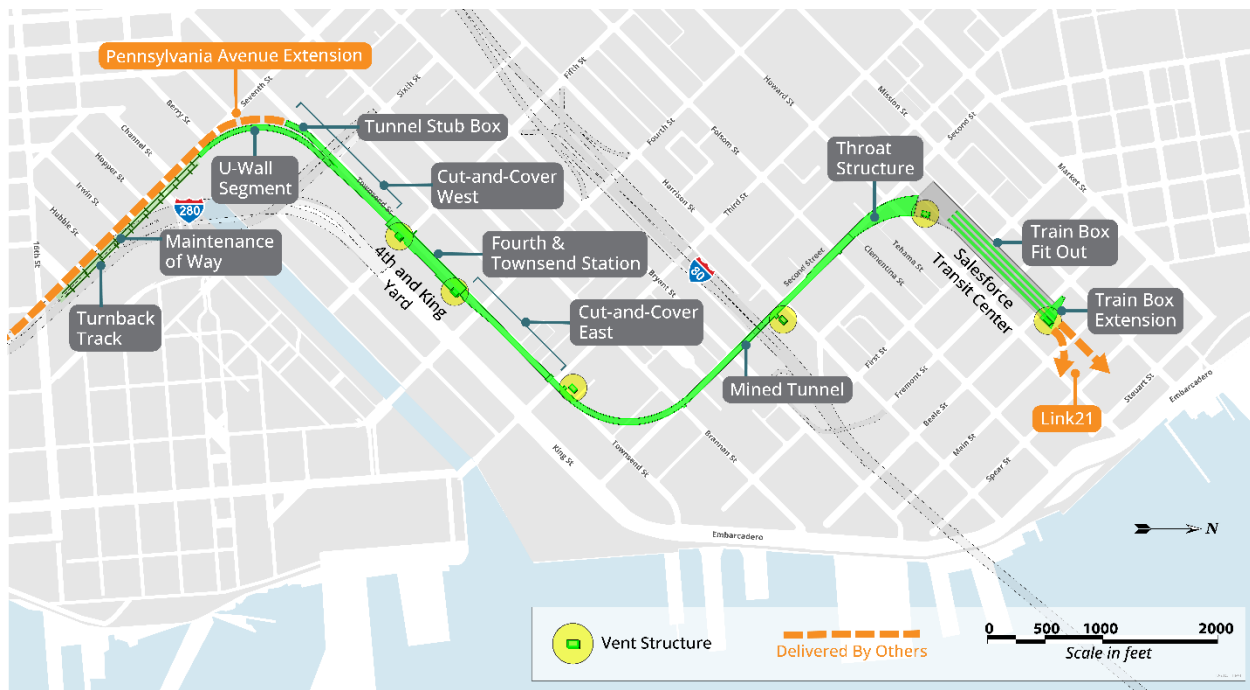 Pennsylvania Avenue Extension
Berry St
Seventh St
Sixth St
Fifth St
Howard St
Mission St
Second St
Channel St
Tunnel Stub Box
Fourth St
Folsom St
Market St
Hopper St
U-Wall
Segment
Cut-and-Cover
West
Harrison St
Third St
Throat
Structure
Irwin St
Townsend St
Hubble St
280
16th St
Maintenance
of Way
Fourth &
Townsend Station
4th and King
Yard
Bryant St
80
Second Street
Clementina St
Tehama St
Salesforce
Transit Center
Train Box
Fit Out
Turnback
Track
Cut-and-Cover
East
Train Box
Extension
First St
Mined Tunnel
Fremont St
Beale St
Main St
Spear St
Steuart St
Embarcadero
Link21
King St
Townsend St
Brannan St
Embarcadero
N
Vent Structure
Delivered By Others
0 500 1000 2000
Scale in feet